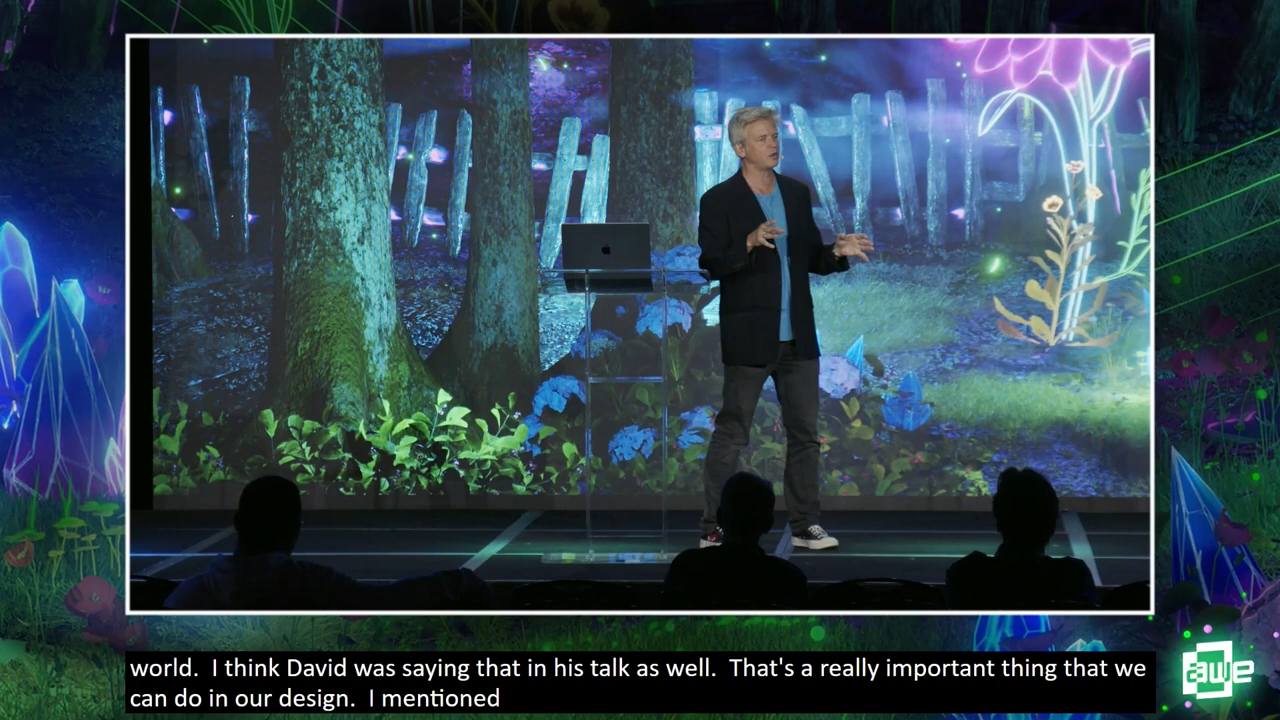 world.  I think David was saying that in his talk as well.  That's a really important thing that we
can do in our design.  I mentioned
awe